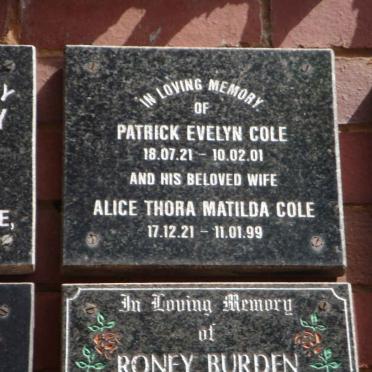 IN LOVING MEMORY
OF
PATRICK EVELYN COLE
18.07.21 – 10.02.01
AND HIS BELOVED WIFE
ALICE THORA MATILDA COLE
17.12.21 – 11.01.99
In Loving Memory
of
RONEY BURDEN